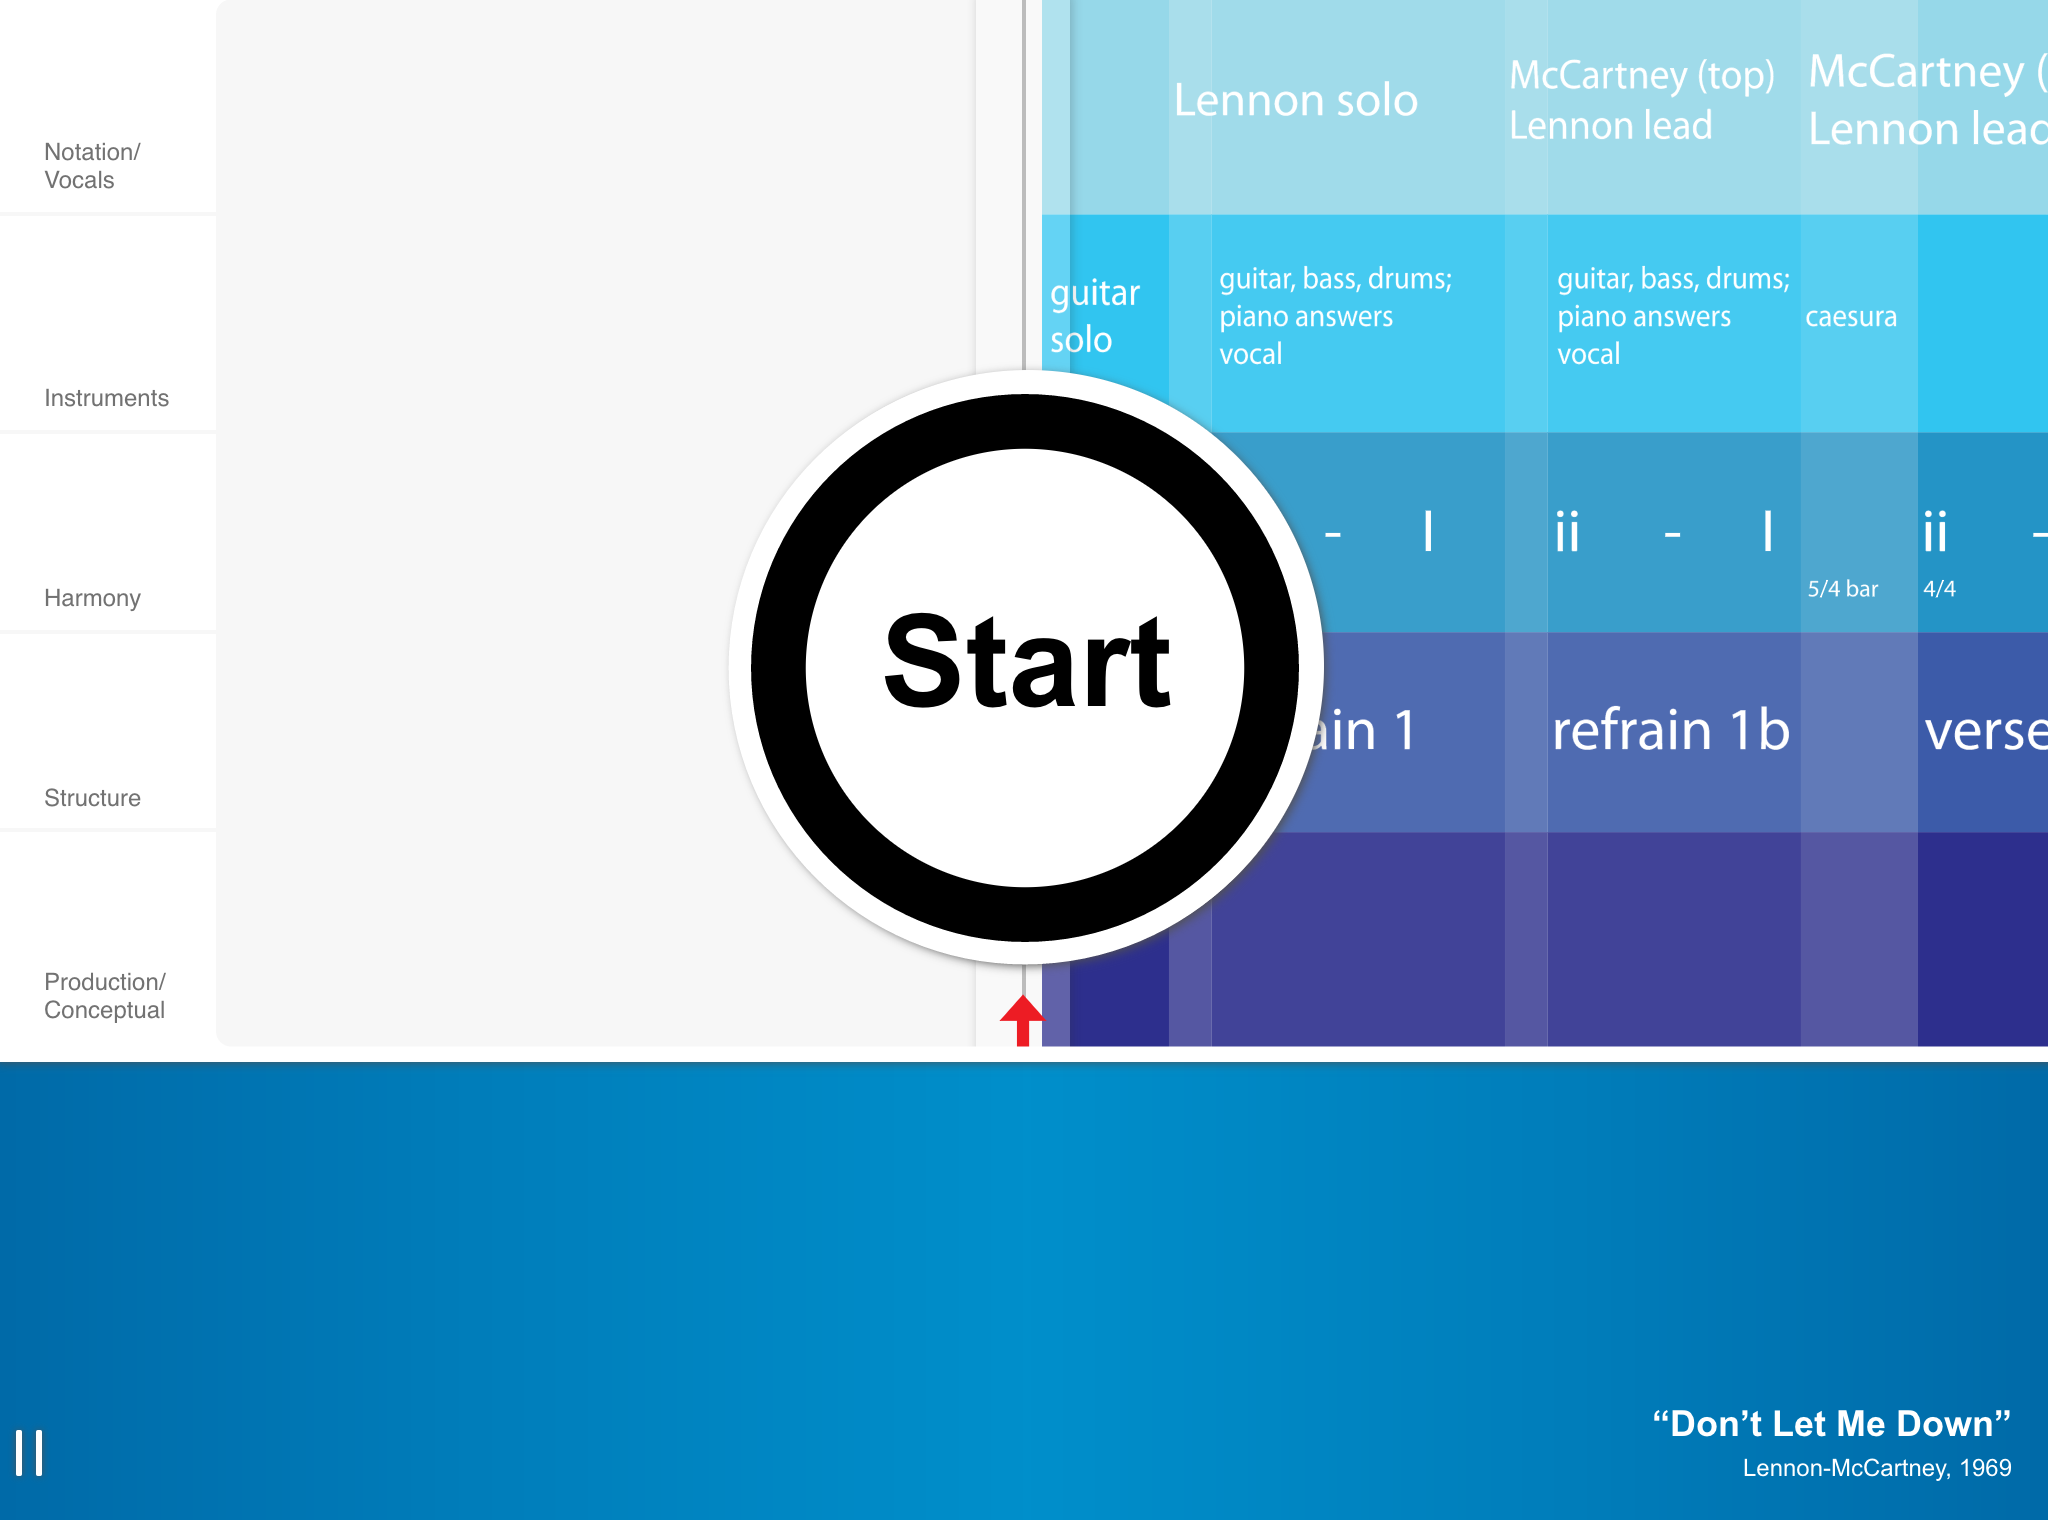 Notation/
Vocals
Lennon solo
McCartney (top)
Lennon lead
McCartney (
Lennon lead
Instruments
guitar
solo
guitar, bass, drums;
piano answers
vocal
guitar, bass, drums;
piano answers
vocal
caesura
Harmony
- I
ii - I
5/4 bar
ii -
4/4
Structure
ain 1
refrain 1b
verse
Start
Production/
Conceptual
“Don’t Let Me Down”
Lennon-McCartney, 1969